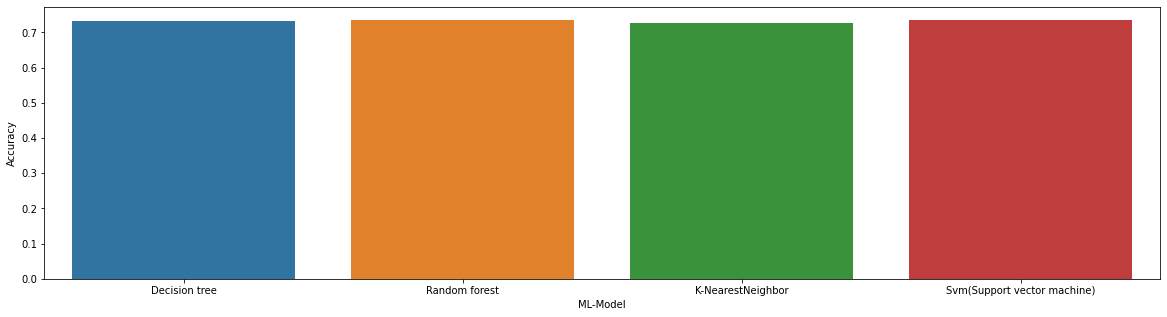 Accuracy
0.7
0.6
0.5
0.4
0.3
0.2
0.1
0.0
Decision tree
Random forest
K-NearestNeighbor
Svm(Support vector machine)
ML-Model